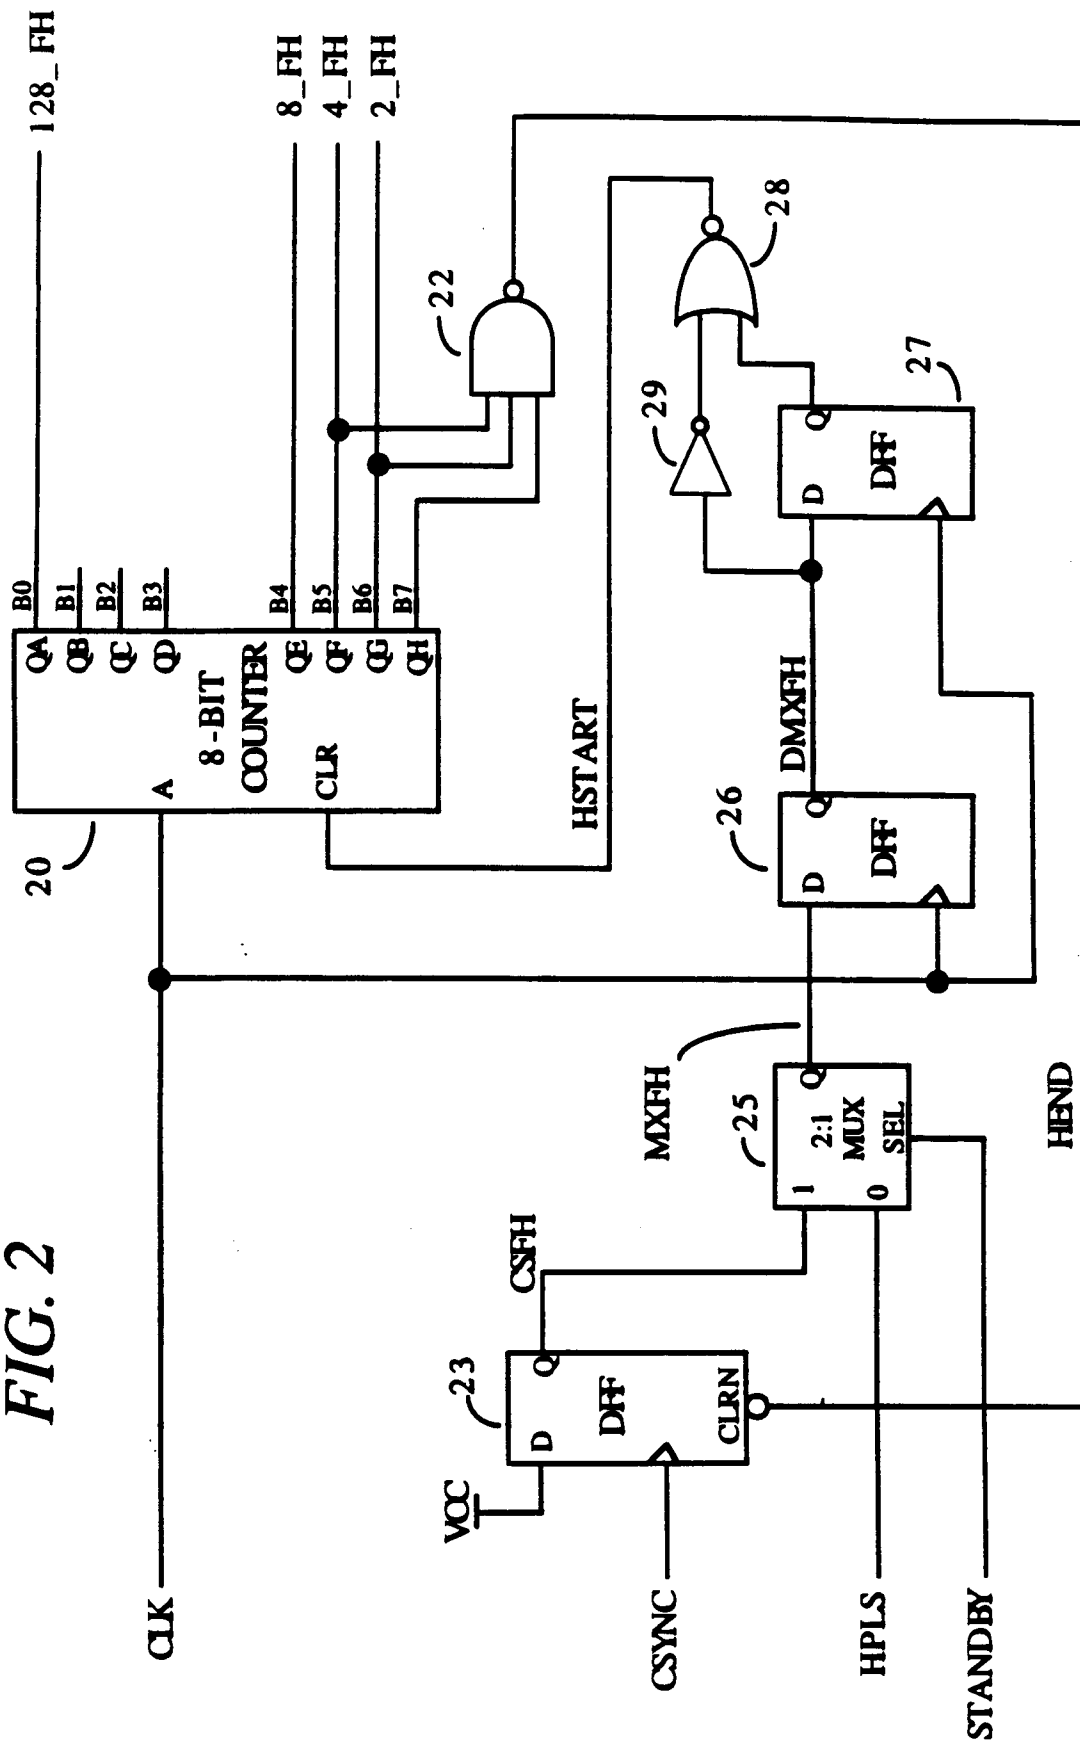 FIG. 2
CLK
20
A
8-BIT
COUNTER
CLR
QA
QB
QC
QD
QE
QF
QG
QH
B0
B1
B2
B3
B4
B5
B6
B7
128_FH
8_FH
4_FH
2_FH
22
HSTART
VCC
23
D
Q
DFF
CLRN
CSYNC
CSFH
HPLS
STANDBY
25
1
0
2:1
MUX
SEL
Q
MXFH
26
D
Q
DFF
DMXFH
29
28
27
D
Q
DFF
HEND